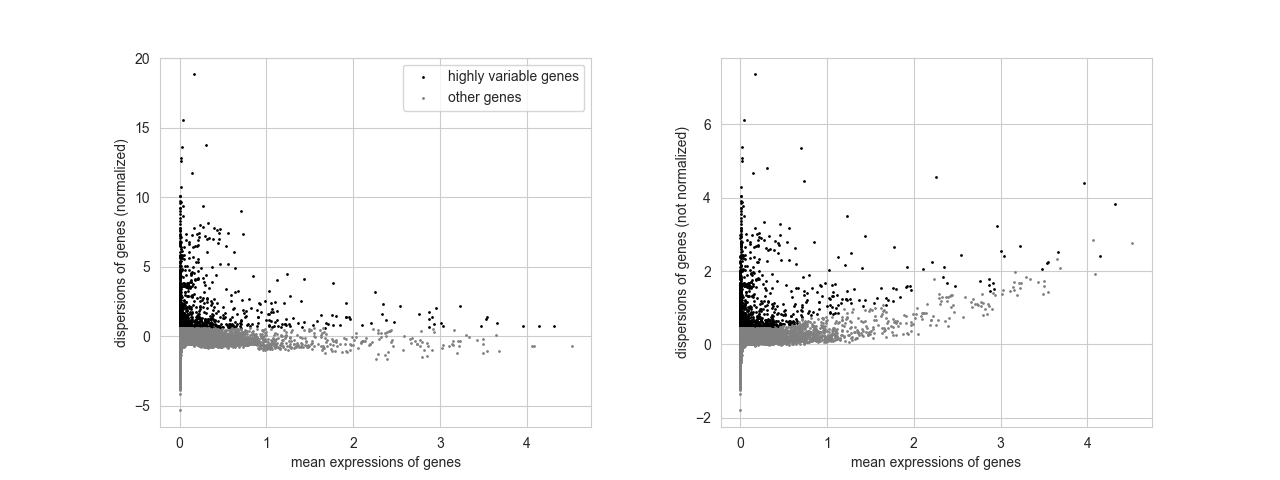 dispersions of genes (normalized)
20
15
10
5
0
−5
0 1 2 3 4
mean expressions of genes
highly variable genes
other genes
dispersions of genes (not normalized)
6
4
2
0
−2
0 1 2 3 4
mean expressions of genes